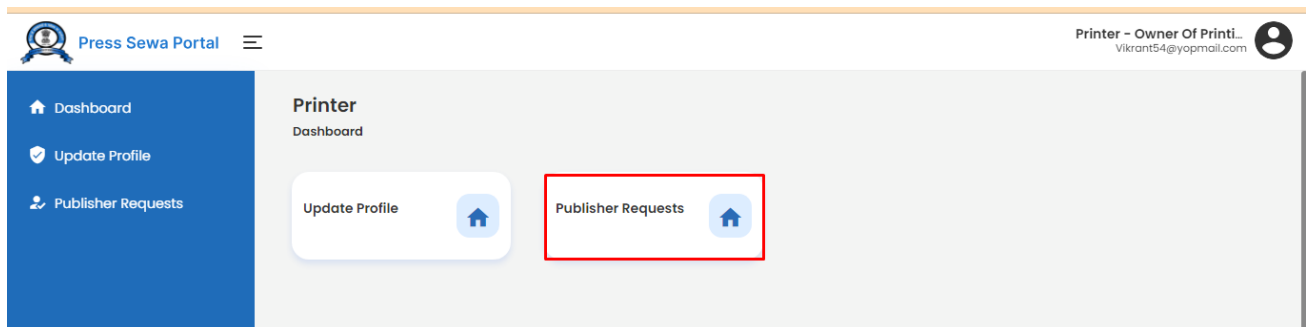 Press Sewa Portal
Printer - Owner Of Printi...
Vikrant54@yopmail.com
Dashboard
Update Profile
Publisher Requests
Printer
Dashboard
Update Profile
Publisher Requests